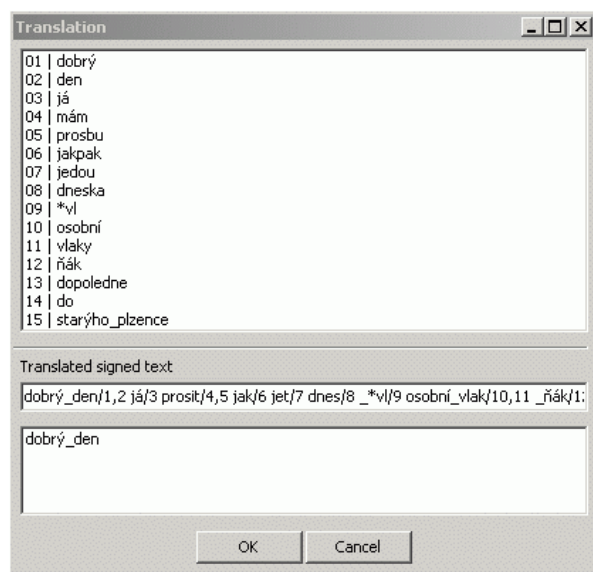 Translation
01 | dobrý
02 | den
03 | já
04 | mám
05 | prosbu
06 | jakpak
07 | jedou
08 | dneska
09 | *vl
10 | osobní
11 | vlaky
12 | ňák
13 | dopoledne
14 | do
15 | starýho_plzence
Translated signed text
dobrý_den/1,2 já/3 prosit/4,5 jak/6 jet/7 dnes/8 _*vl/9 osobní_vlak/10,11 _ňák/12
dobrý_den
OK Cancel